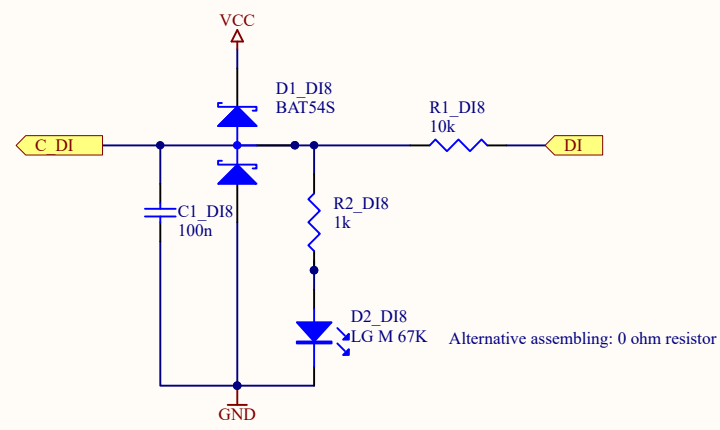 VCC
D1_DI8
BAT54S
R1_DI8
10k
C_DI
DI
C1_DI8
100n
R2_DI8
1k
D2_DI8
LG M 67K
Alternative assembling: 0 ohm resistor
GND